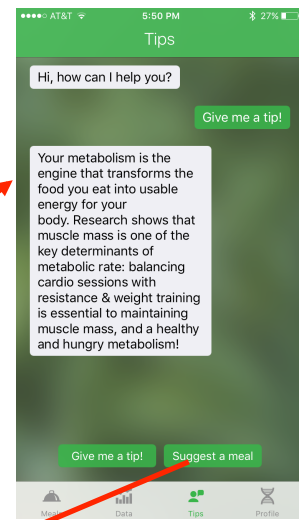 AT&T 5:50 PM 27%
Tips
Hi, how can I help you?
Give me a tip!
Your metabolism is the
engine that transforms the
food you eat into usable
energy for your
body. Research shows that
muscle mass is one of the
key determinants of
metabolic rate: balancing
cardio sessions with
resistance & weight training
is essential to maintaining
muscle mass, and a healthy
and hungry metabolism!
Give me a tip! Suggest a meal
Data Tips Profile